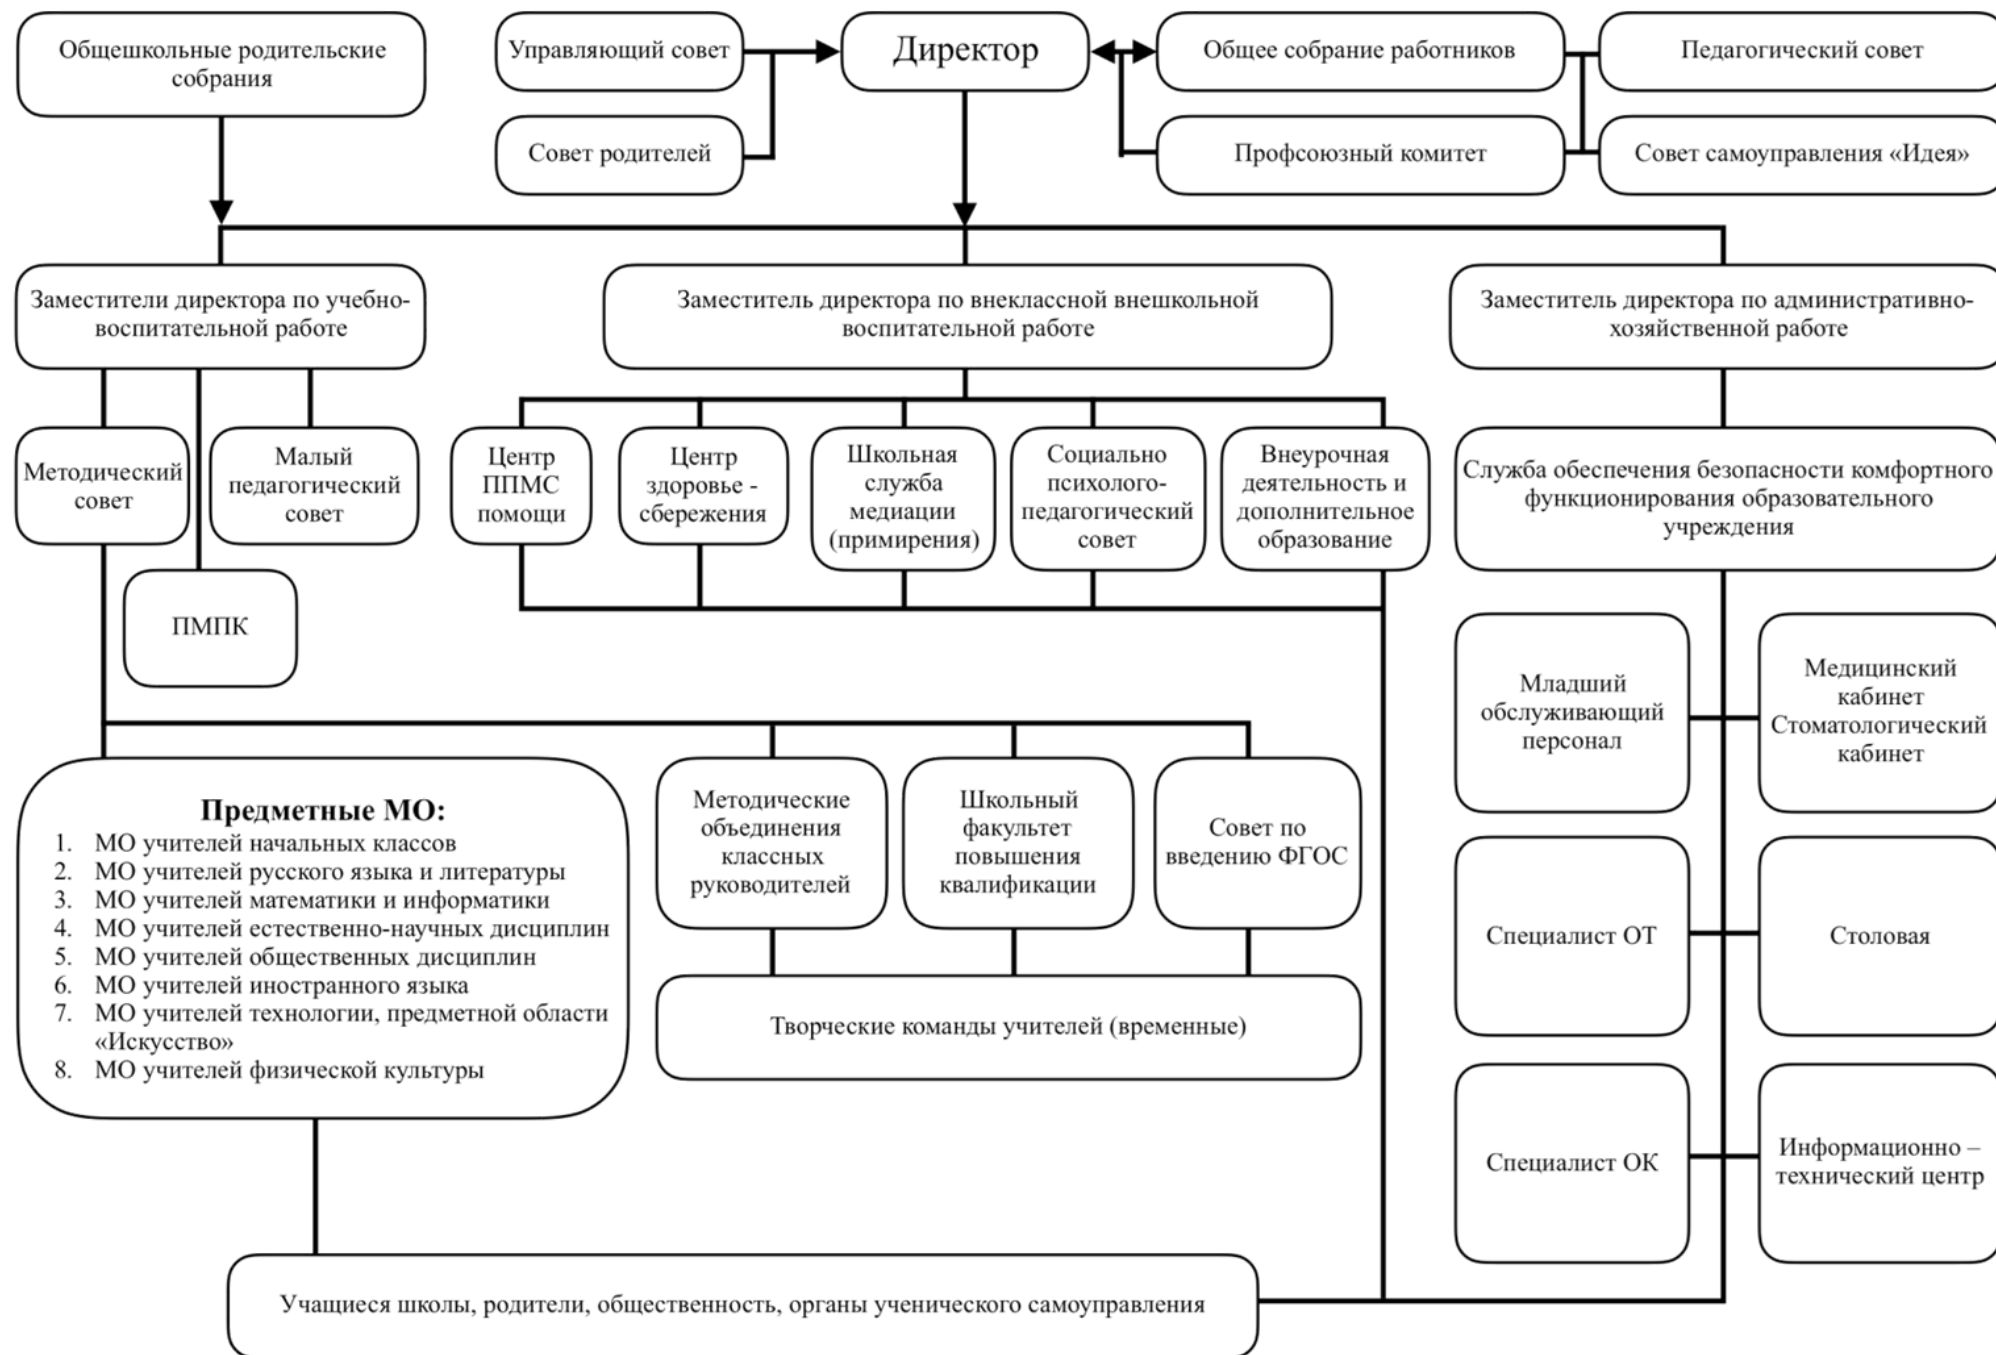 Общешкольные родительские
собрания
Управляющий совет
Директор
Общее собрание работников
Педагогический совет
Совет родителей
Профсоюзный комитет
Совет самоуправления «Идея»
Заместители директора по учебно-
воспитательной работе
Заместитель директора по внеклассной внешкольной
воспитательной работе
Заместитель директора по административно-
хозяйственной работе
Методический
совет
Малый
педагогический
совет
Центр
ППМС
помощи
Центр
здоровье -
сбережения
Школьная
служба
медиации
(примирения)
Социально
психолого-
педагогический
совет
Внеурочная
деятельность и
дополнительное
образование
Служба обеспечения безопасности комфортного
функционирования образовательного
учреждения
ПМПК
Младший
обслуживающий
персонал
Медицинский
кабинет
Стоматологический
кабинет
Предметные МО:
1. МО учителей начальных классов
2. МО учителей русского языка и литературы
3. МО учителей математики и информатики
4. МО учителей естественно-научных дисциплин
5. МО учителей общественных дисциплин
6. МО учителей иностранного языка
7. МО учителей технологии, предметной области
«Искусство»
8. МО учителей физической культуры
Методические
объединения
классных
руководителей
Школьный
факультет
повышения
квалификации
Совет по
введению ФГОС
Специалист ОТ
Столовая
Творческие команды учителей (временные)
Специалист ОК
Информационно –
технический центр
Учащиеся школы, родители, общественность, органы ученического самоуправления